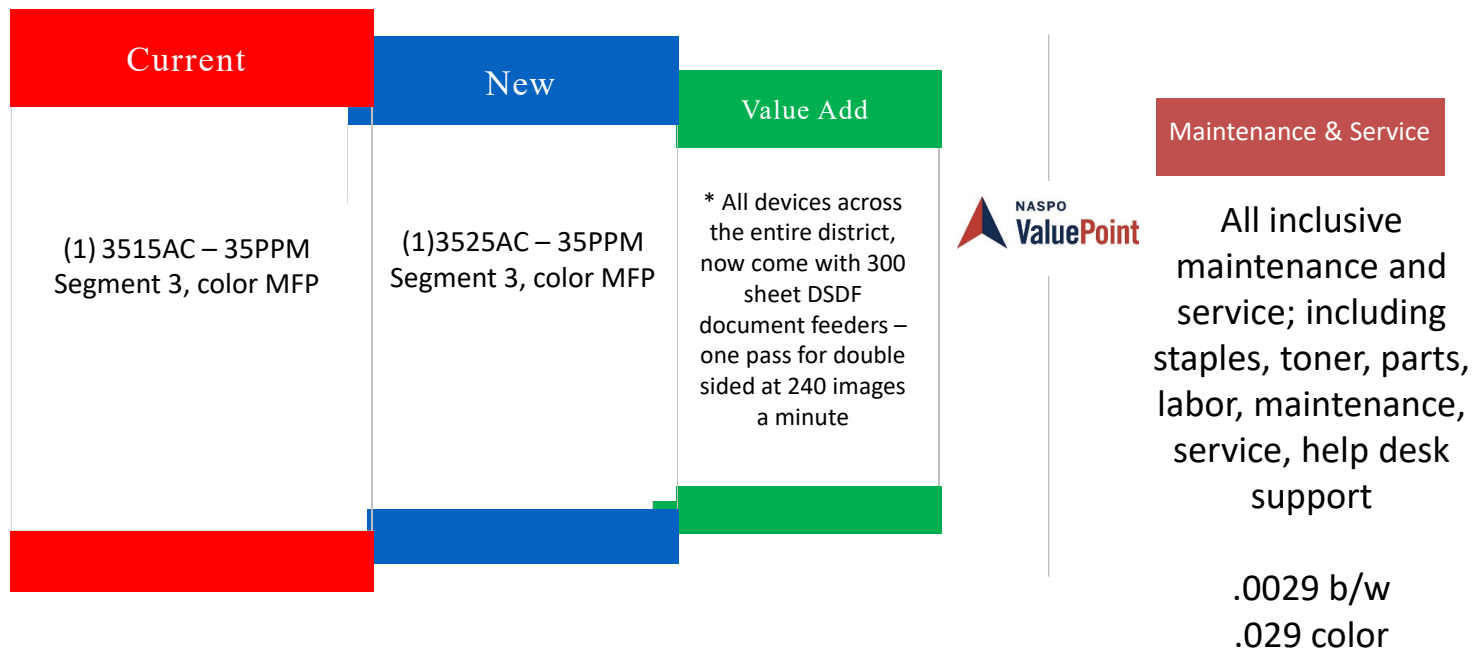 Current
(1) 3515AC – 35PPM
Segment 3, color MFP
New
(1)3525AC – 35PPM
Segment 3, color MFP
Value Add
* All devices across
the entire district,
now come with 300
sheet DSDF
document feeders –
one pass for double
sided at 240 images
a minute
NASPO
ValuePoint
Maintenance & Service
All inclusive
maintenance and
service; including
staples, toner, parts,
labor, maintenance,
service, help desk
support
.0029 b/w
.029 color